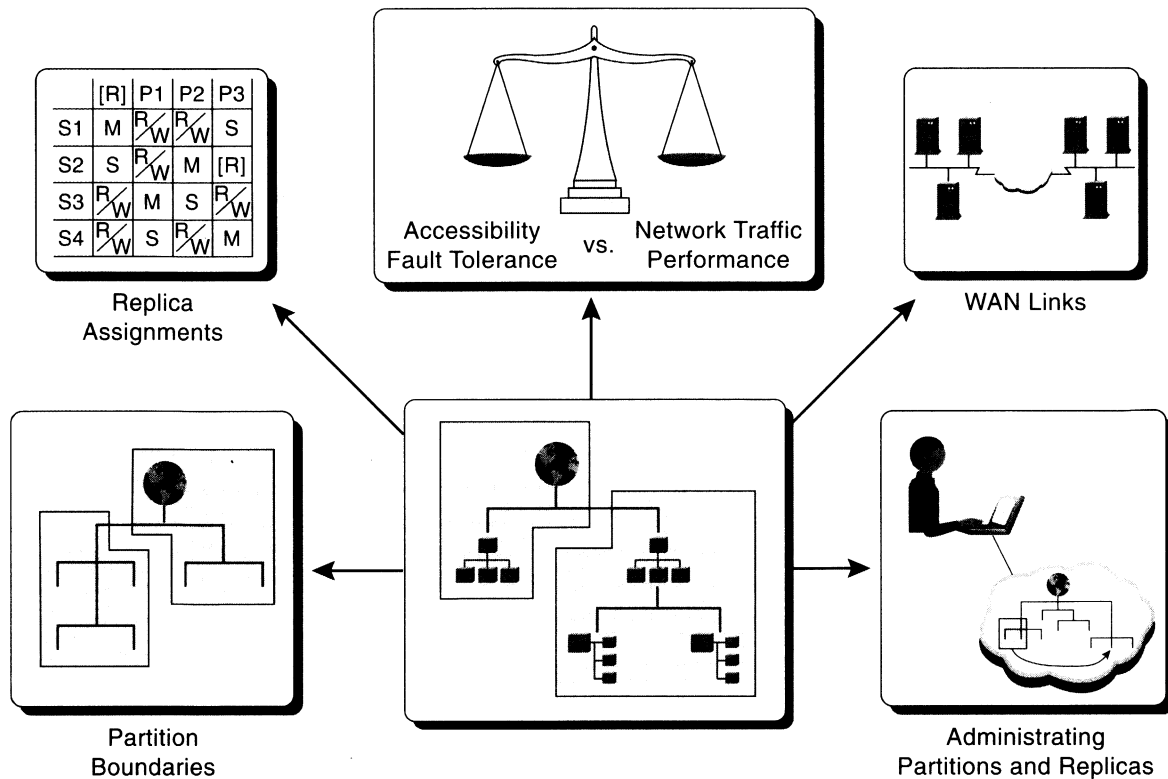 [R] P1 P2 P3
S1 M R/W R/W S
S2 S R/W M [R]
S3 R/W M S R/W
S4 R/W S R/W M
Replica
Assignments
Accessibility
Fault Tolerance
vs.
Network Traffic
Performance
WAN Links
Partition
Boundaries
Administrating
Partitions and Replicas